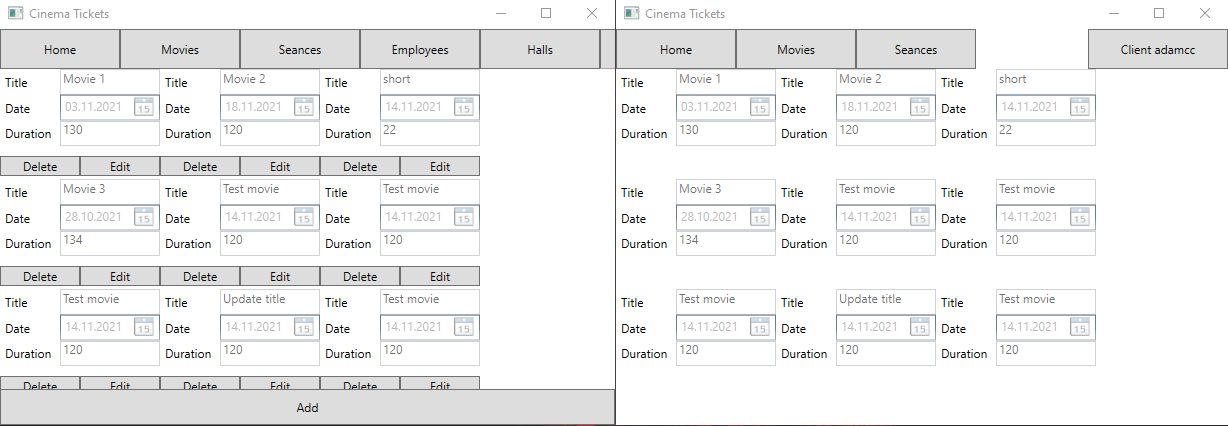 Cinema Tickets
Home Movies Seances Employees Halls
Title Movie 1 Title Movie 2 Title short
Date 03.11.2021 15 Date 18.11.2021 15 Date 14.11.2021 15
Duration 130 Duration 120 Duration 22
Delete Edit Delete Edit Delete Edit
Title Movie 3 Title Test movie Title Test movie
Date 28.10.2021 15 Date 14.11.2021 15 Date 14.11.2021 15
Duration 134 Duration 120 Duration 120
Delete Edit Delete Edit Delete Edit
Title Test movie Title Update title Title Test movie
Date 14.11.2021 15 Date 14.11.2021 15 Date 14.11.2021 15
Duration 120 Duration 120 Duration 120
Delete Edit Delete Edit Delete Edit
Add
Cinema Tickets
Home Movies Seances Client adamcc
Title Movie 1 Title Movie 2 Title short
Date 03.11.2021 15 Date 18.11.2021 15 Date 14.11.2021 15
Duration 130 Duration 120 Duration 22
Title Movie 3 Title Test movie Title Test movie
Date 28.10.2021 15 Date 14.11.2021 15 Date 14.11.2021 15
Duration 134 Duration 120 Duration 120
Title Test movie Title Update title Title Test movie
Date 14.11.2021 15 Date 14.11.2021 15 Date 14.11.2021 15
Duration 120 Duration 120 Duration 120